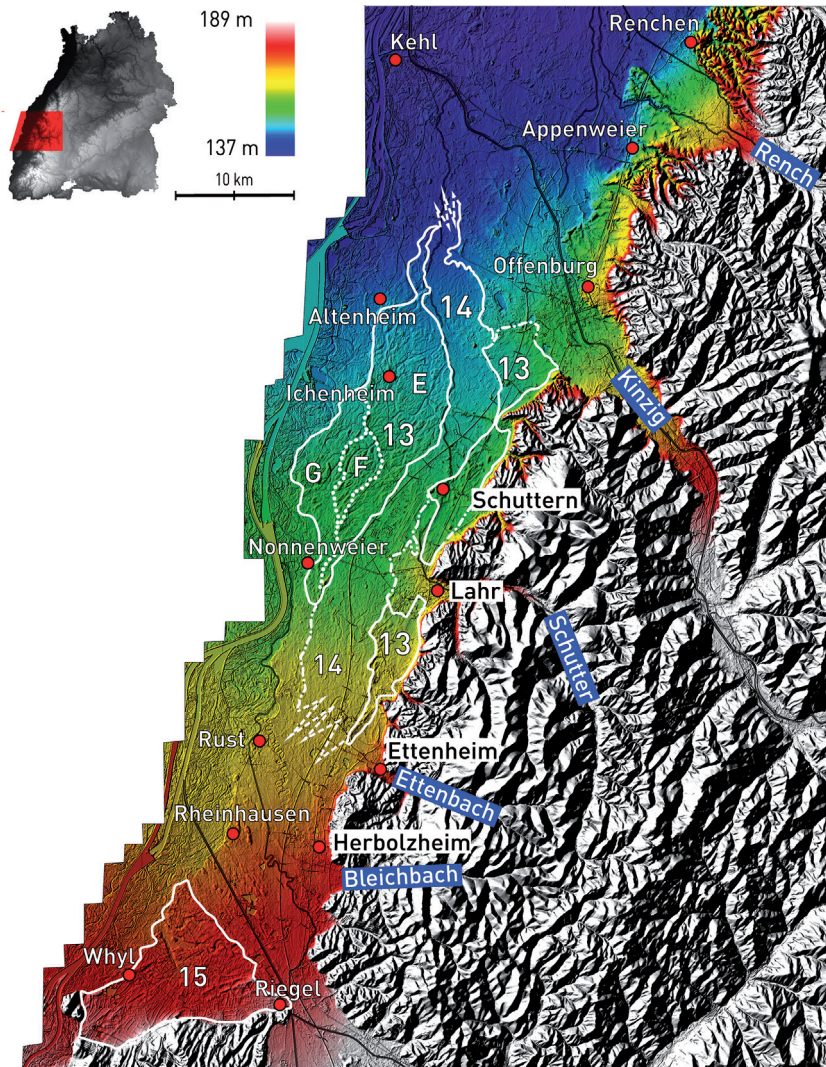 189 m
137 m
10 km
Kehl
Renchen
Appenweier
Rench
Offenburg
14
Altenheim
13
Ichenheim
E
Kinzig
13
G
F
Schuttern
Nonnenweier
Lahr
Schutter
13
14
Rust
Ettenheim
Ettenbach
Rheinhausen
Herbolzheim
Bleichbach
Whyl
15
Riegel